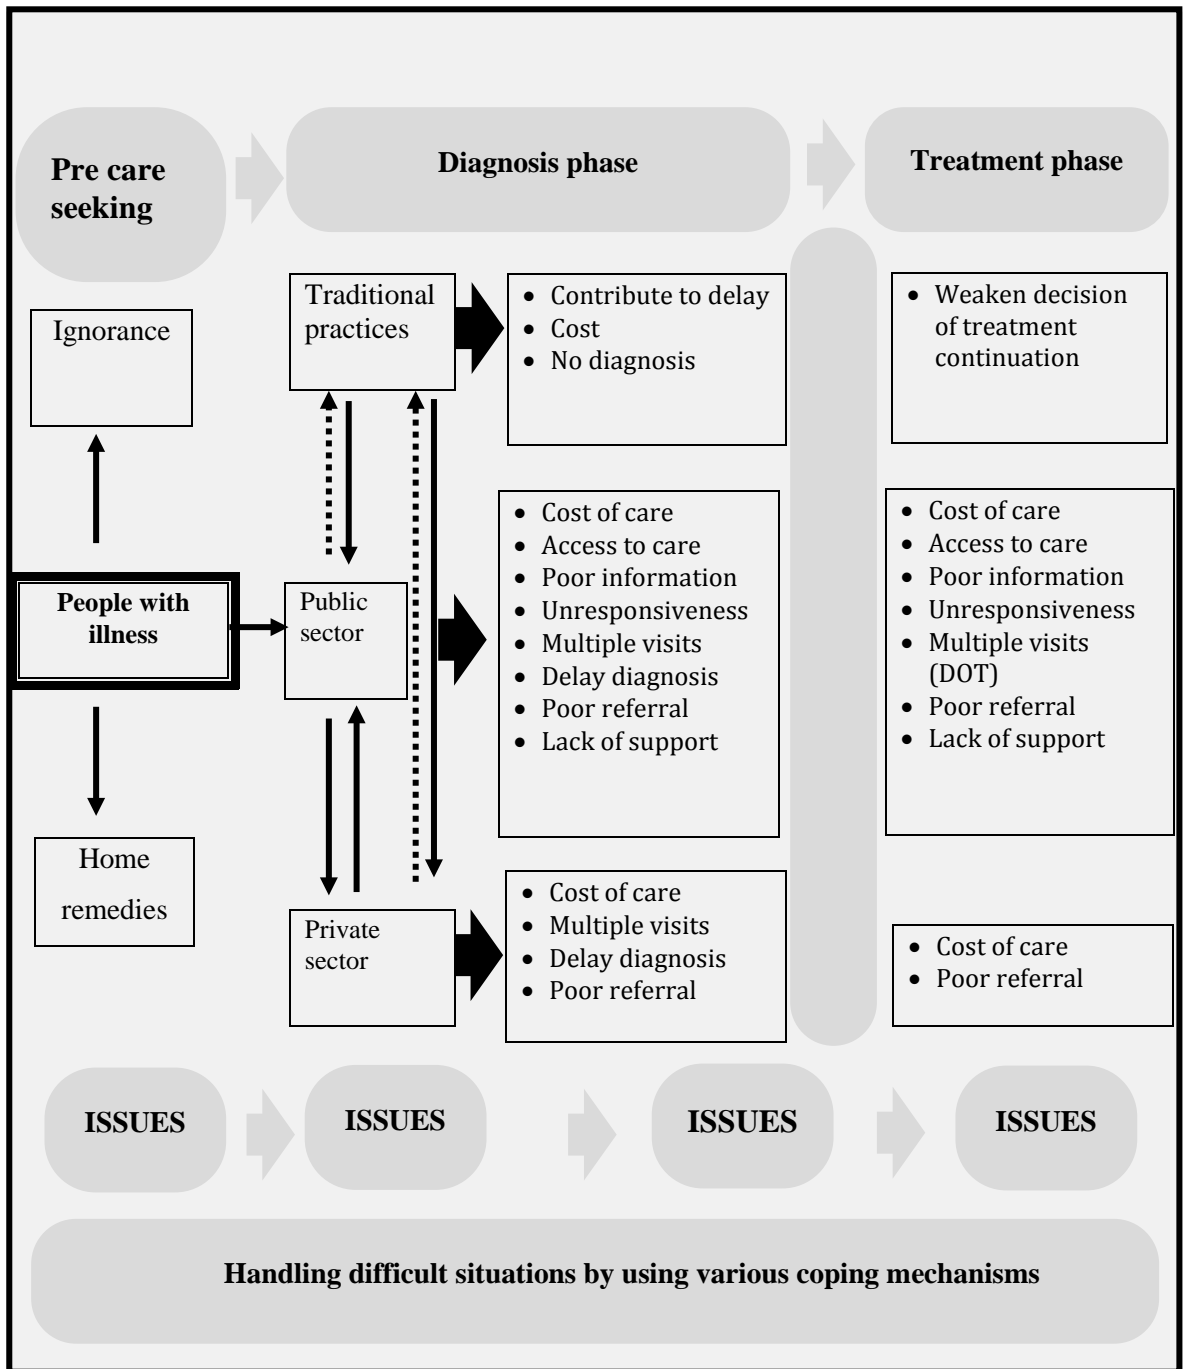 Pre care
seeking
Diagnosis phase
Treatment phase
Ignorance
People with
illness
Home
remedies
Traditional
practices
Public
sector
Private
sector
• Contribute to delay
• Cost
• No diagnosis
• Cost of care
• Access to care
• Poor information
• Unresponsiveness
• Multiple visits
• Delay diagnosis
• Poor referral
• Lack of support
• Cost of care
• Multiple visits
• Delay diagnosis
• Poor referral
• Weaken decision
of treatment
continuation
• Cost of care
• Access to care
• Poor information
• Unresponsiveness
• Multiple visits
(DOT)
• Poor referral
• Lack of support
• Cost of care
• Poor referral
ISSUES
ISSUES
ISSUES
ISSUES
Handling difficult situations by using various coping mechanisms